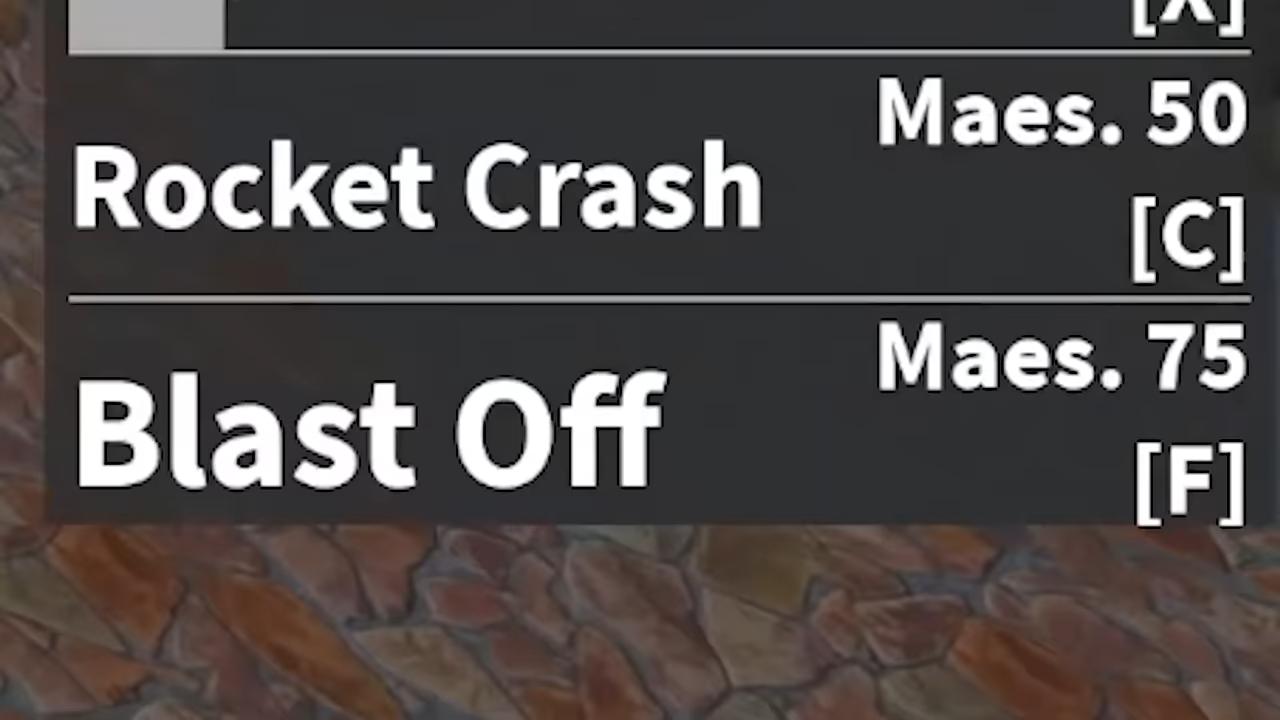 [X]
Maes. 50
Rocket Crash
[C]
Maes. 75
Blast Off
[F]